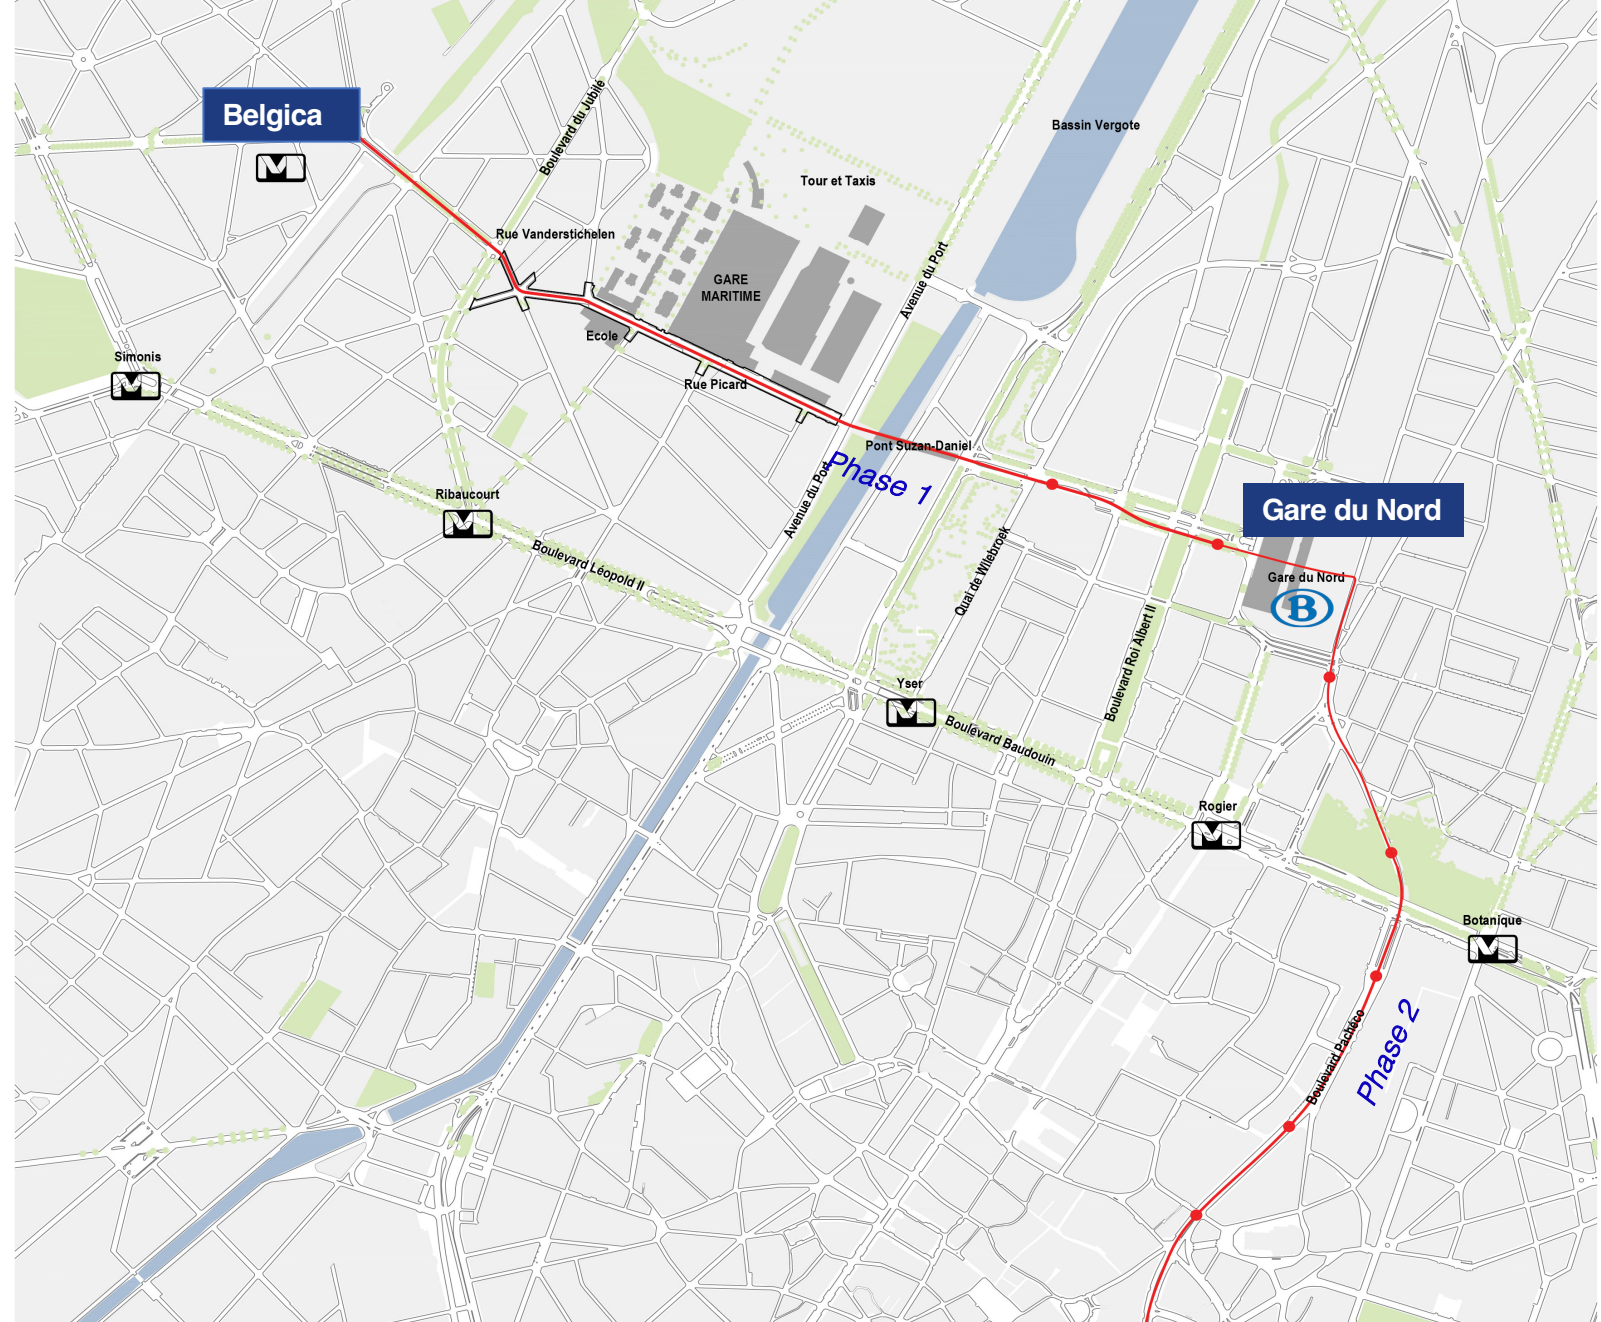 Belgica
Boulevard du Jubilé
Bassin Vergote
Tour et Taxis
Rue Vanderstichelen
GARE
MARITIME
Avenue du Port
Ecole
Simonis
Rue Picard
Pont Suzan-Daniel
Phase 1
Avenue du Port
Ribaucourt
Boulevard Léopold II
Gare du Nord
Gare du Nord
B
Quai de Wilebroek
Boulevard Roi Albert II
Yser
Boulevard Baudouin
Rogier
Botanique
Boulevard Pachéco
Phase 2